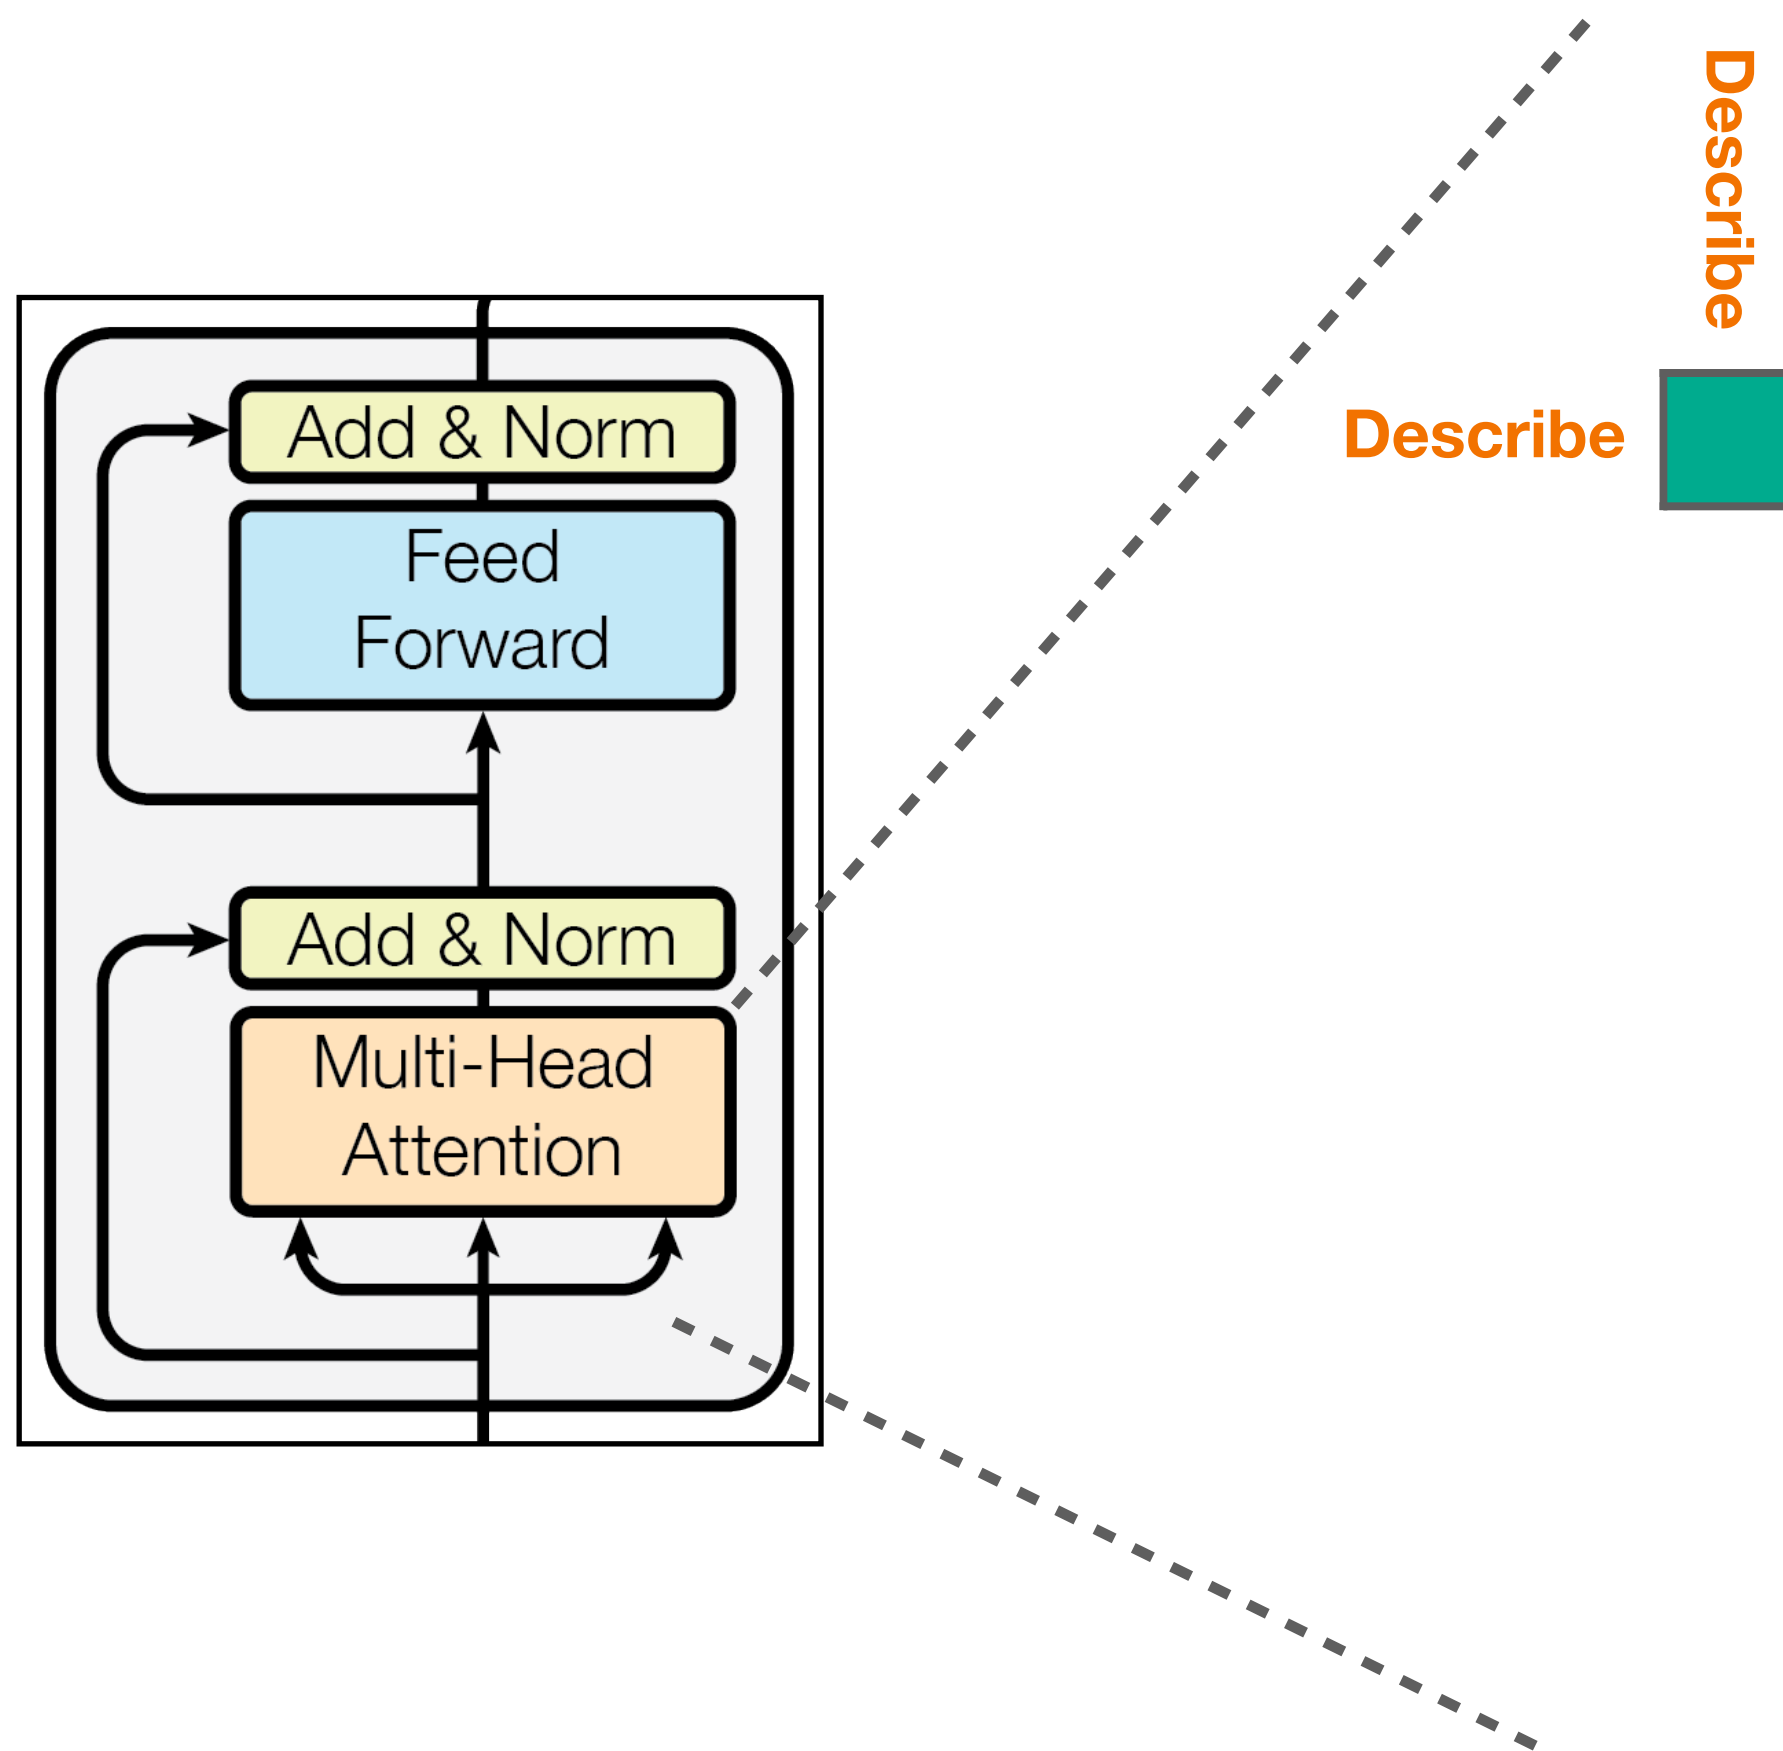 Add & Norm
Feed
Forward
Add & Norm
Multi-Head
Attention
Describe
Describe